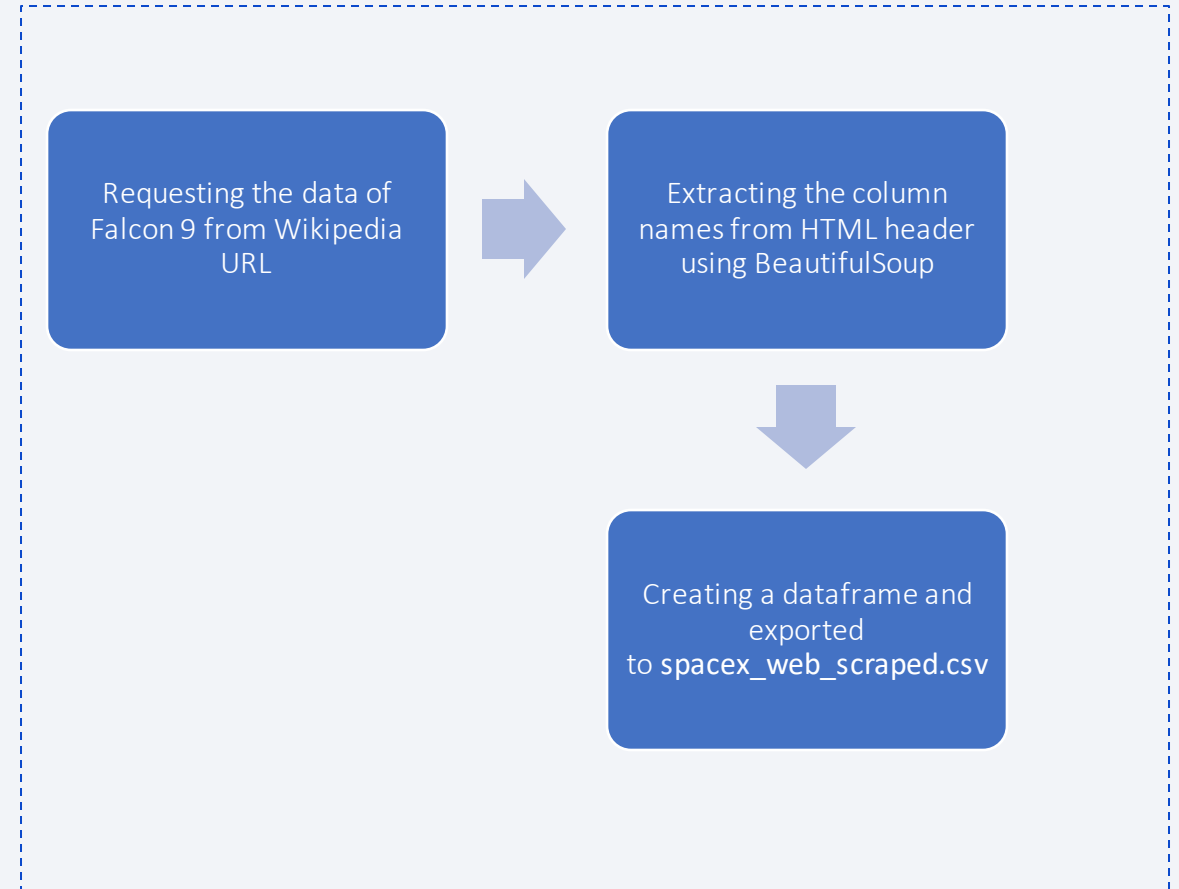 Requesting the data of
Falcon 9 from Wikipedia
URL
Extracting the column
names from HTML header
using BeautifulSoup
Creating a dataframe and
exported
to spacex_web_scraped.csv